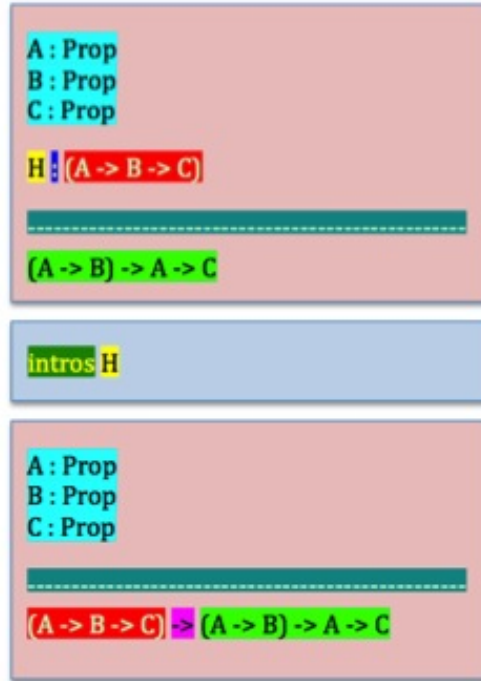 A : Prop
B : Prop
C : Prop
H : (A -> B -> C)
(A -> B) -> A -> C
intros H
A : Prop
B : Prop
C : Prop
(A -> B -> C) -> (A -> B) -> A -> C